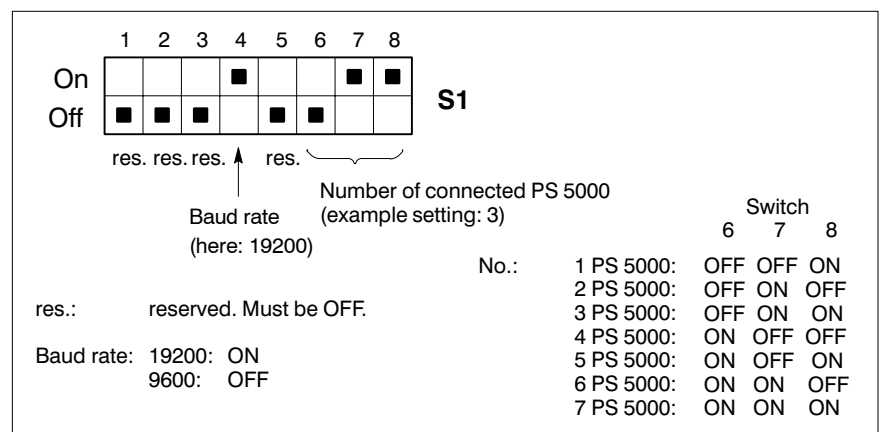 1 2 3 4 5 6 7 8
On
S1
Off
res. res. res. res.
Number of connected PS 5000
(example setting: 3)
Baud rate
(here: 19200)
Switch
6 7 8
No.: 1 PS 5000: OFF OFF ON
2 PS 5000: OFF ON OFF
3 PS 5000: OFF ON ON
4 PS 5000: ON OFF OFF
5 PS 5000: ON OFF ON
6 PS 5000: ON ON OFF
7 PS 5000: ON ON ON
res.: reserved. Must be OFF.
Baud rate: 19200: ON
9600: OFF